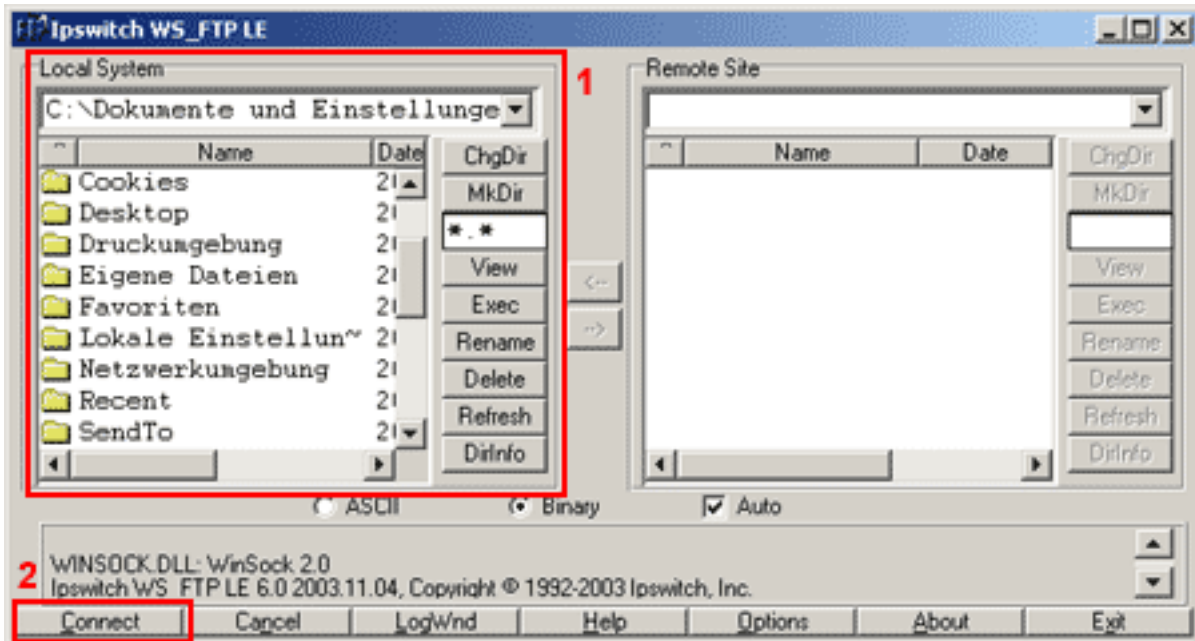 Ipswitch WS_FTP LE
Local System
1
C:\Dokumente und Einstellunge
^ Name Date
Cookies
Desktop
Druckumgebung
Eigene Dateien
Favoriten
Lokale Einstellun~
Netzwerkumgebung
Recent
SendTo
ChgDir
MkDir
*.*
View
Exec
Rename
Delete
Refresh
DirInfo
<--
-->
Remote Site
^ Name Date
ChgDir
MkDir
View
Exec
Rename
Delete
Refresh
DirInfo
ASCII Binary Auto
WINSOCK.DLL: WinSock 2.0
Ipswitch WS_FTP LE 6.0 2003.11.04, Copyright © 1992-2003 Ipswitch, Inc.
2
Connect Cancel LogWnd Help Options About Exit